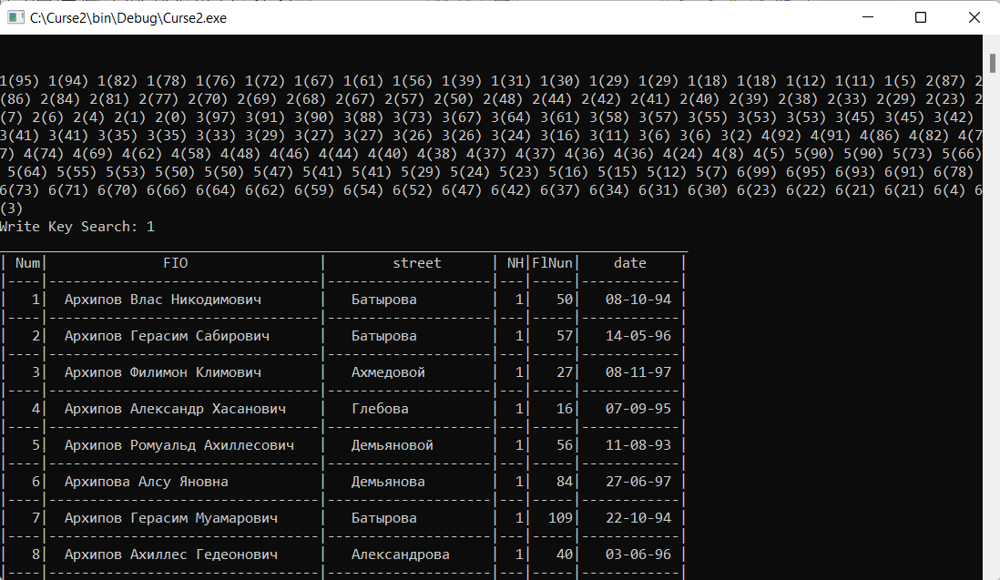 C:\Curse2\bin\Debug\Curse2.exe
1(95) 1(94) 1(82) 1(78) 1(76) 1(72) 1(67) 1(61) 1(56) 1(39) 1(31) 1(30) 1(29) 1(29) 1(18) 1(18) 1(12) 1(11) 1(5) 2(87) 2
(86) 2(84) 2(81) 2(77) 2(70) 2(69) 2(68) 2(67) 2(57) 2(50) 2(48) 2(44) 2(42) 2(41) 2(40) 2(39) 2(38) 2(33) 2(29) 2(23) 2
(7) 2(6) 2(4) 2(1) 2(0) 3(97) 3(91) 3(90) 3(88) 3(73) 3(67) 3(64) 3(61) 3(58) 3(57) 3(55) 3(53) 3(53) 3(45) 3(45) 3(42)
3(41) 3(41) 3(35) 3(35) 3(33) 3(29) 3(27) 3(27) 3(26) 3(26) 3(24) 3(16) 3(11) 3(6) 3(6) 3(2) 4(92) 4(91) 4(86) 4(82) 4(7
7) 4(74) 4(69) 4(62) 4(58) 4(48) 4(46) 4(44) 4(40) 4(38) 4(37) 4(37) 4(36) 4(36) 4(24) 4(8) 4(5) 5(90) 5(90) 5(73) 5(66)
5(64) 5(55) 5(53) 5(50) 5(50) 5(47) 5(41) 5(41) 5(29) 5(24) 5(23) 5(16) 5(15) 5(12) 5(7) 6(99) 6(95) 6(93) 6(91) 6(78)
6(73) 6(71) 6(70) 6(66) 6(64) 6(62) 6(59) 6(54) 6(52) 6(47) 6(42) 6(37) 6(34) 6(31) 6(30) 6(23) 6(22) 6(21) 6(21) 6(4) 6
(3)
Write Key Search: 1
| Num| FIO | street | NH|FlNun| date |
| 1| Архипов Влас Никодимович | Батырова | 1| 50| 08-10-94 |
| 2| Архипов Герасим Сабирович | Батырова | 1| 57| 14-05-96 |
| 3| Архипов Филимон Климович | Ахмедовой | 1| 27| 08-11-97 |
| 4| Архипов Александр Хасанович | Глебова | 1| 16| 07-09-95 |
| 5| Архипов Ромуальд Ахиллесович | Демьяновой | 1| 56| 11-08-93 |
| 6| Архипова Алсу Яновна | Демьянова | 1| 84| 27-06-97 |
| 7| Архипов Герасим Муамарович | Батырова | 1| 109| 22-10-94 |
| 8| Архипов Ахиллес Гедеонович | Александрова | 1| 40| 03-06-96 |